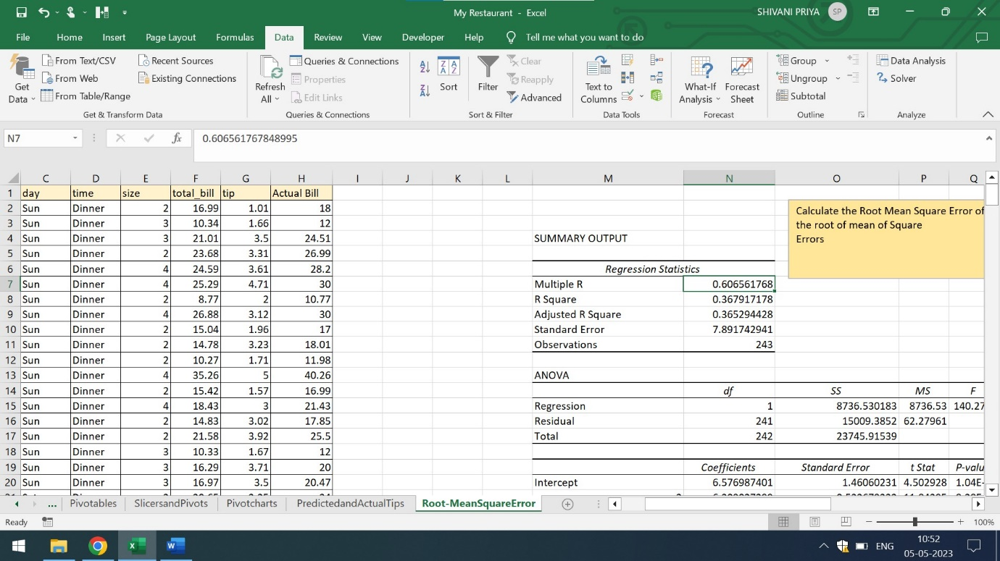 My Restaurant - Excel
SHIVANI PRIYA SP
File Home Insert Page Layout Formulas Data Review View Developer Help Tell me what you want to do
Get Data
From Text/CSV
From Web
From Table/Range
Recent Sources
Existing Connections
Get & Transform Data
Refresh All
Queries & Connections
Properties
Edit Links
Queries & Connections
Sort
Filter
Clear
Reapply
Advanced
Sort & Filter
Text to Columns
Data Tools
What-If Analysis
Forecast Sheet
Forecast
Group
Ungroup
Subtotal
Outline
Data Analysis
Solver
Analyze
N7 fx 0.606561767848995
C D E F G H I J K L M N O P Q
1 day time size total_bill tip Actual Bill
2 Sun Dinner 2 16.99 1.01 18
3 Sun Dinner 3 10.34 1.66 12
4 Sun Dinner 3 21.01 3.5 24.51 SUMMARY OUTPUT
5 Sun Dinner 2 23.68 3.31 26.99
6 Sun Dinner 4 24.59 3.61 28.2 Regression Statistics
7 Sun Dinner 4 25.29 4.71 30 Multiple R 0.606561768
8 Sun Dinner 2 8.77 2 10.77 R Square 0.367917178
9 Sun Dinner 4 26.88 3.12 30 Adjusted R Square 0.365294428
10 Sun Dinner 2 15.04 1.96 17 Standard Error 7.891742941
11 Sun Dinner 2 14.78 3.23 18.01 Observations 243
12 Sun Dinner 2 10.27 1.71 11.98
13 Sun Dinner 4 35.26 5 40.26 ANOVA
14 Sun Dinner 2 15.42 1.57 16.99 df SS MS F
15 Sun Dinner 4 18.43 3 21.43 Regression 1 8736.530183 8736.53 140.27
16 Sun Dinner 2 14.83 3.02 17.85 Residual 241 15009.3852 62.27961
17 Sun Dinner 2 21.58 3.92 25.5 Total 242 23745.91539
18 Sun Dinner 3 10.33 1.67 12
19 Sun Dinner 3 16.29 3.71 20 Coefficients Standard Error t Stat P-valu
20 Sun Dinner 3 16.97 3.5 20.47 Intercept 6.576987401 1.46060231 4.502928 1.04E-
Calculate the Root Mean Square Error of
the root of mean of Square
Errors
... Pivotables SlicersandPivots Pivotcharts PredictedandActualTips Root-MeanSquareError
Ready 100%
ENG
10:52
05-05-2023